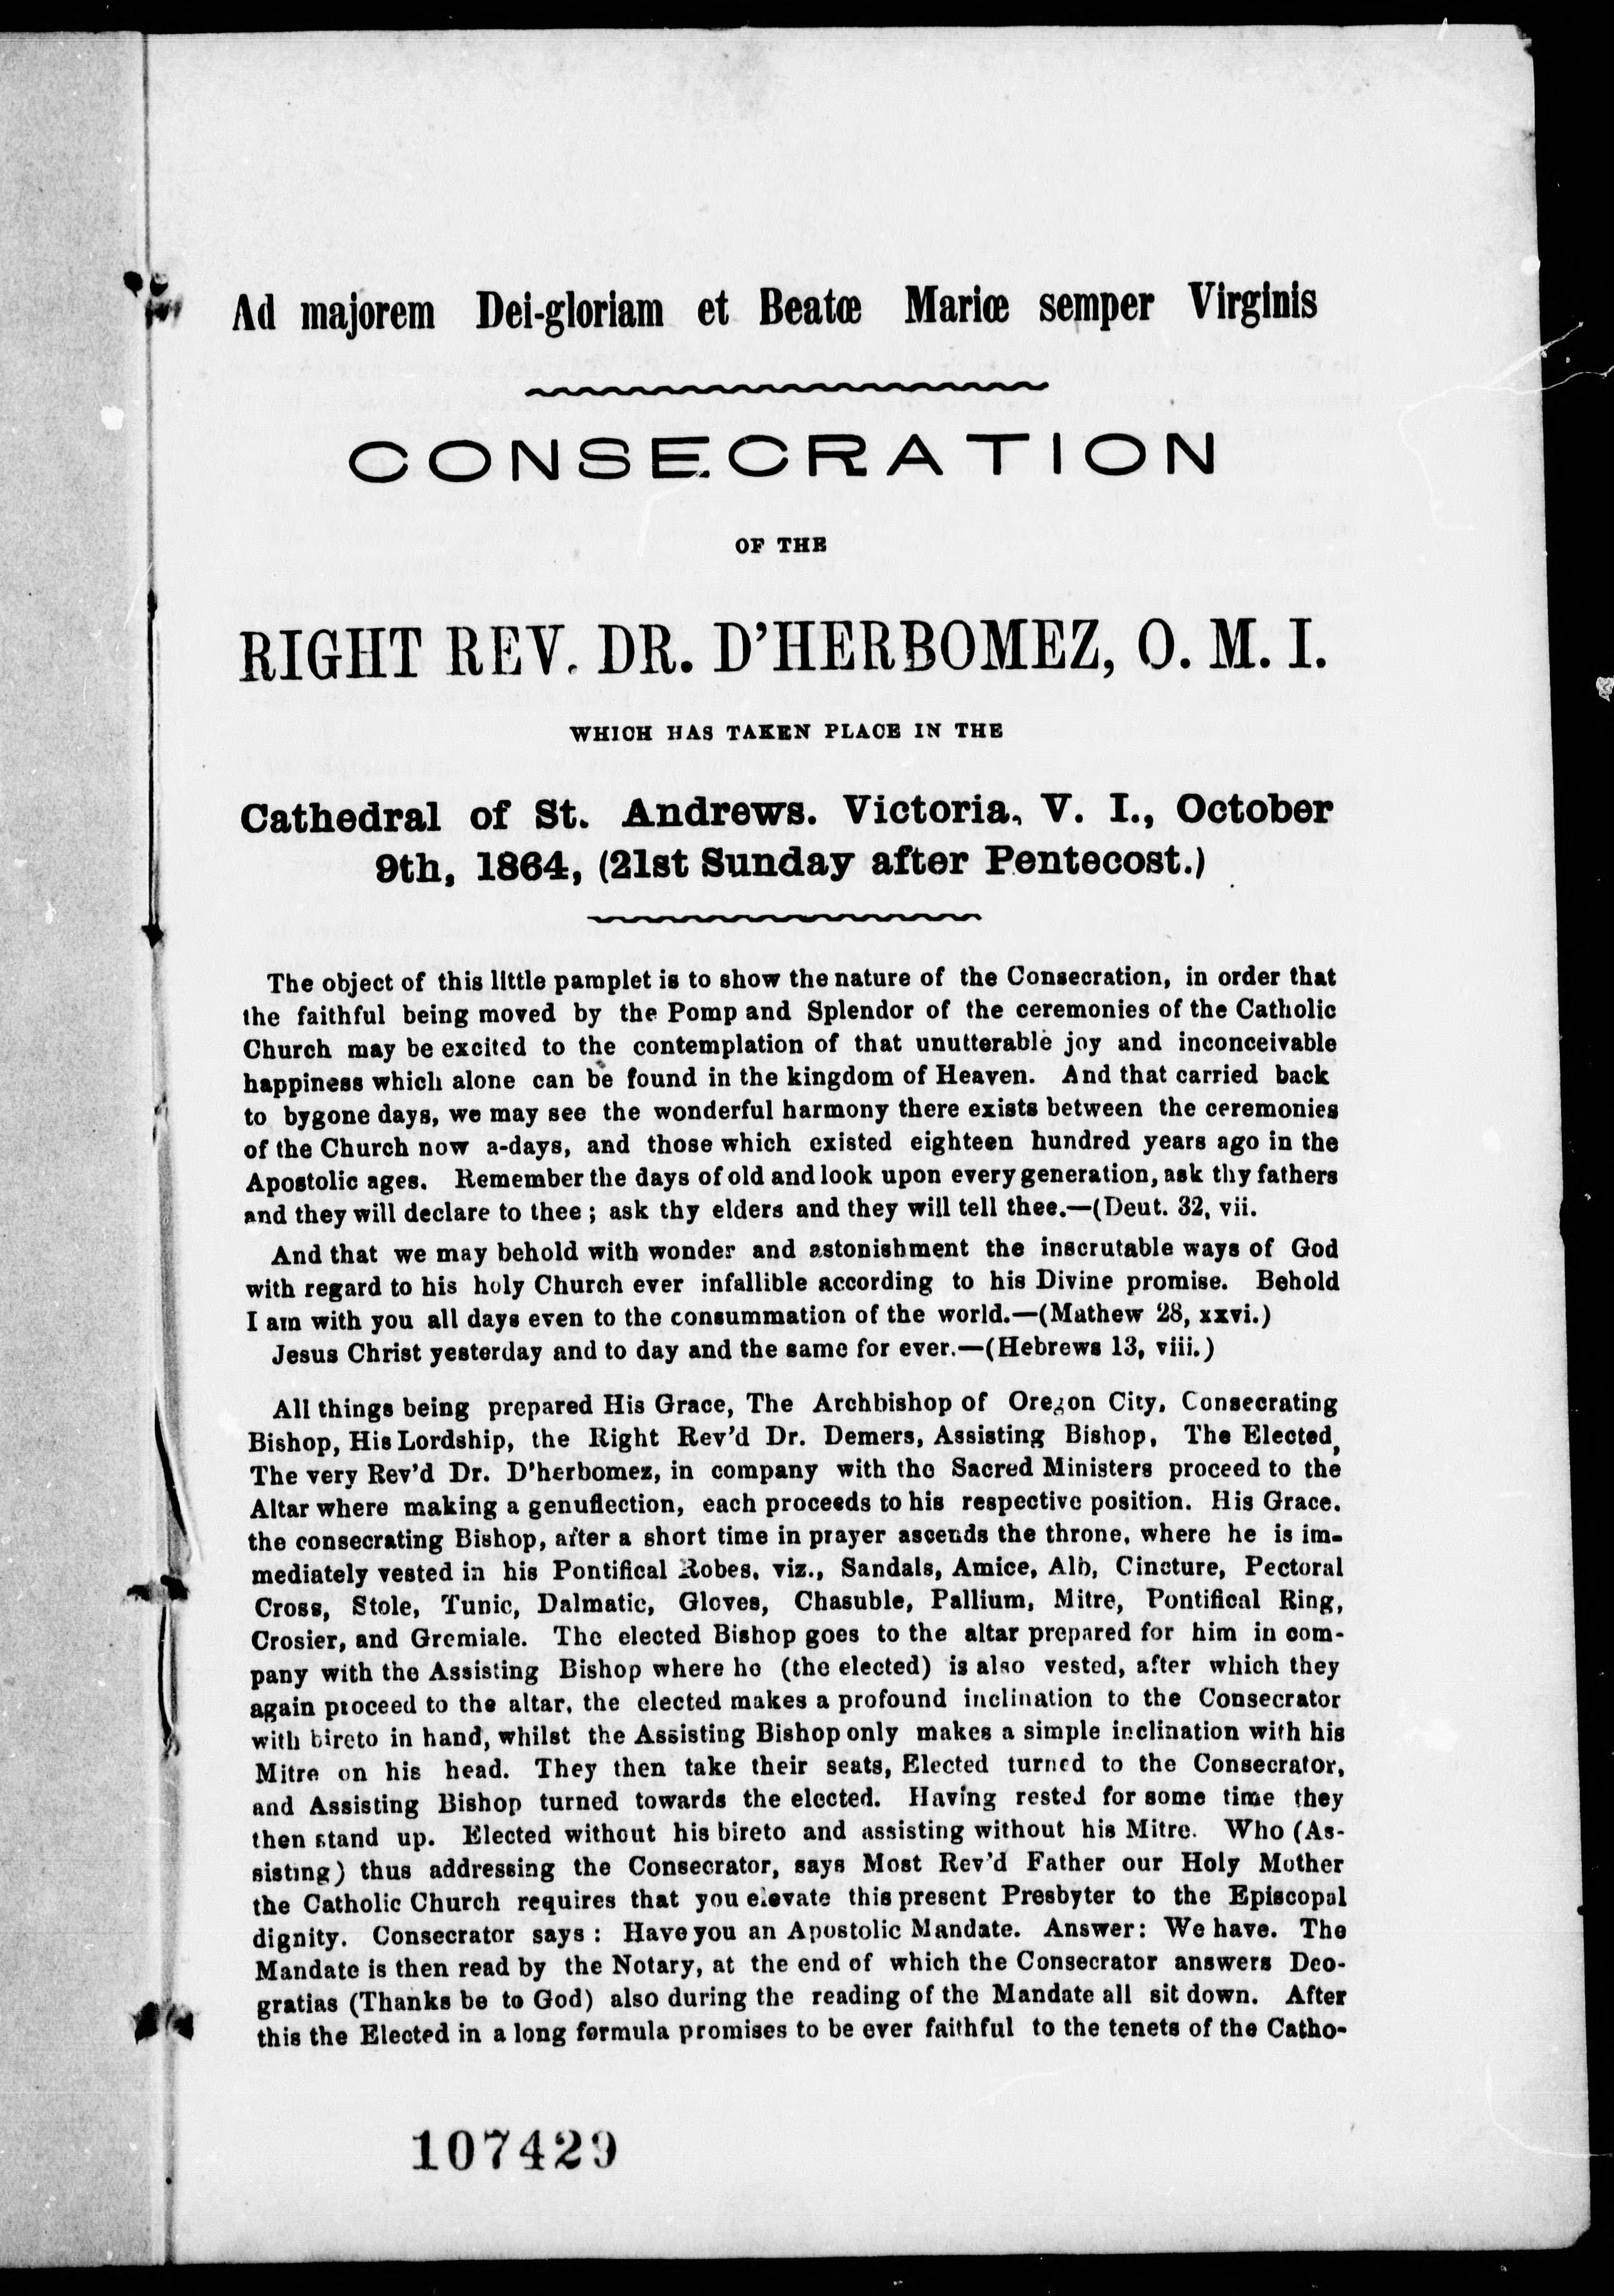 Ad majorem Dei-gloriam et Beatœ Mariœ semper Virginis
CONSECRATION
OF THE
RIGHT REV. DR. D'HERBOMEZ, O. M. I.
WHICH HAS TAKEN PLACE IN THE
Cathedral of St. Andrews. Victoria, V. I., October
9th, 1864, (21st Sunday after Pentecost.)
The object of this little pamplet is to show the nature of the Consecration, in order that
the faithful being moved by the Pomp and Splendor of the ceremonies of the Catholic
Church may be excited to the contemplation of that unutterable joy and inconceivable
happiness which alone can be found in the kingdom of Heaven. And that carried back
to bygone days, we may see the wonderful harmony there exists between the ceremonies
of the Church now a-days, and those which existed eighteen hundred years ago in the
Apostolic ages. Remember the days of old and look upon every generation, ask thy fathers
and they will declare to thee; ask thy elders and they will tell thee.—(Deut. 32, vii.
And that we may behold with wonder and astonishment the inscrutable ways of God
with regard to his holy Church ever infallible according to his Divine promise. Behold
I am with you all days even to the consummation of the world.—(Mathew 28, xxvi.)
Jesus Christ yesterday and to day and the same for ever.—(Hebrews 13, viii.)
All things being prepared His Grace, The Archbishop of Oregon City, Consecrating
Bishop, His Lordship, the Right Rev'd Dr. Demers, Assisting Bishop, The Elected,
The very Rev'd Dr. D'herbomez, in company with the Sacred Ministers proceed to the
Altar where making a genuflection, each proceeds to his respective position. His Grace.
the consecrating Bishop, after a short time in prayer ascends the throne, where he is im-
mediately vested in his Pontifical Robes, viz., Sandals, Amice, Alb, Cincture, Pectoral
Cross, Stole, Tunic, Dalmatic, Gloves, Chasuble, Pallium, Mitre, Pontifical Ring,
Crosier, and Gremiale. The elected Bishop goes to the altar prepared for him in com-
pany with the Assisting Bishop where he (the elected) is also vested, after which they
again proceed to the altar, the elected makes a profound inclination to the Consecrator
with bireto in hand, whilst the Assisting Bishop only makes a simple inclination with his
Mitre on his head. They then take their seats, Elected turned to the Consecrator,
and Assisting Bishop turned towards the elected. Having rested for some time they
then stand up. Elected without his bireto and assisting without his Mitre. Who (As-
sisting) thus addressing the Consecrator, says Most Rev'd Father our Holy Mother
the Catholic Church requires that you elevate this present Presbyter to the Episcopal
dignity. Consecrator says: Have you an Apostolic Mandate. Answer: We have. The
Mandate is then read by the Notary, at the end of which the Consecrator answers Deo-
gratias (Thanks be to God) also during the reading of the Mandate all sit down. After
this the Elected in a long formula promises to be ever faithful to the tenets of the Catho-
107429